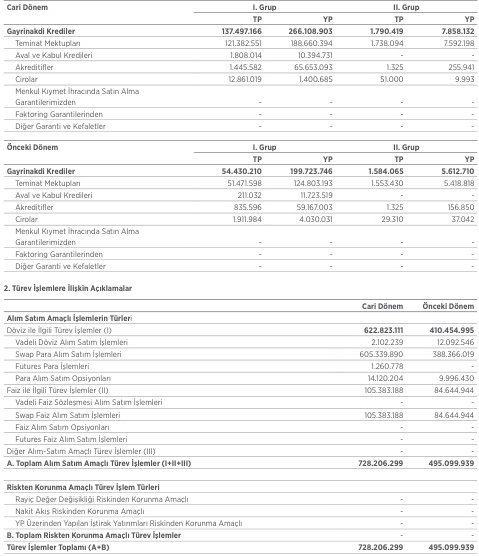 Cari Dönem I. Grup II. Grup
TP YP TP YP
Gayrinakdi Krediler 137.497.166 266.108.903 1.790.419 7.858.132
Teminat Mektupları 121.382.551 188.660.394 1.738.094 7.592.198
Aval ve Kabul Kredileri 1.808.014 10.394.731 - -
Akreditifler 1.445.582 65.653.093 1.325 255.941
Cirolar 12.861.019 1.400.685 51.000 9.993
Menkul Kıymet İhracında Satın Alma
Garantilerimizden - - - -
Faktoring Garantilerinden - - - -
Diğer Garanti ve Kefaletler - - - -
Önceki Dönem I. Grup II. Grup
TP YP TP YP
Gayrinakdi Krediler 54.430.210 199.723.746 1.584.065 5.612.710
Teminat Mektupları 51.471.598 124.803.193 1.553.430 5.418.818
Aval ve Kabul Kredileri 211.032 11.723.519 - -
Akreditifler 835.596 59.167.003 1.325 156.850
Cirolar 1.911.984 4.030.031 29.310 37.042
Menkul Kıymet İhracında Satın Alma
Garantilerimizden - - - -
Faktoring Garantilerinden - - - -
Diğer Garanti ve Kefaletler - - - -
2. Türev İşlemlere İlişkin Açıklamalar
Cari Dönem Önceki Dönem
Alım Satım Amaçlı İşlemlerin Türleri
Döviz ile İlgili Türev İşlemler (I) 622.823.111 410.454.995
Vadeli Döviz Alım Satım İşlemleri 2.102.239 12.092.546
Swap Para Alım Satım İşlemleri 605.339.890 388.366.019
Futures Para İşlemleri 1.260.778 -
Para Alım Satım Opsiyonları 14.120.204 9.996.430
Faiz ile İlgili Türev İşlemler (II) 105.383.188 84.644.944
Vadeli Faiz Sözleşmesi Alım Satım İşlemleri - -
Swap Faiz Alım Satım İşlemleri 105.383.188 84.644.944
Faiz Alım Satım Opsiyonları - -
Futures Faiz Alım Satım İşlemleri - -
Diğer Alım-Satım Amaçlı Türev İşlemler (III) - -
A. Toplam Alım Satım Amaçlı Türev İşlemler (I+II+III) 728.206.299 495.099.939
Riskten Korunma Amaçlı Türev İşlem Türleri
Rayiç Değer Değişikliği Riskinden Korunma Amaçlı - -
Nakit Akış Riskinden Korunma Amaçlı - -
YP Üzerinden Yapılan İştirak Yatırımları Riskinden Korunma Amaçlı - -
B. Toplam Riskten Korunma Amaçlı Türev İşlemler - -
Türev İşlemler Toplamı (A+B) 728.206.299 495.099.939